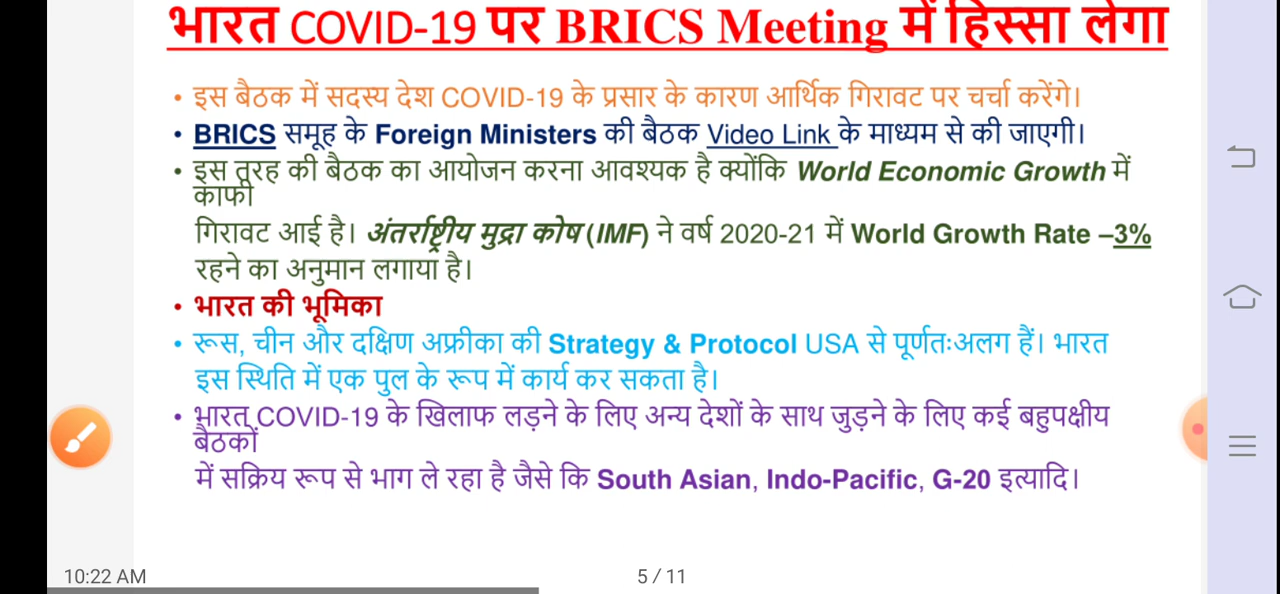 भारत COVID-19 पर BRICS Meeting में हिस्सा लेगा
• इस बैठक में सदस्य देश COVID-19 के प्रसार के कारण आर्थिक गिरावट पर चर्चा करेंगे।
• BRICS समूह के Foreign Ministers की बैठक Video Link के माध्यम से की जाएगी।
• इस तरह की बैठक का आयोजन करना आवश्यक है क्योंकि World Economic Growth में
काफी
गिरावट आई है। अंतर्राष्ट्रीय मुद्रा कोष (IMF) ने वर्ष 2020-21 में World Growth Rate –3%
रहने का अनुमान लगाया है।
• भारत की भूमिका
• रूस, चीन और दक्षिण अफ्रीका की Strategy & Protocol USA से पूर्णतःअलग हैं। भारत
इस स्थिति में एक पुल के रूप में कार्य कर सकता है।
• भारत COVID-19 के खिलाफ लड़ने के लिए अन्य देशों के साथ जुड़ने के लिए कई बहुपक्षीय
बैठकों
में सक्रिय रूप से भाग ले रहा है जैसे कि South Asian, Indo-Pacific, G-20 इत्यादि।
10:22 AM
5 / 11